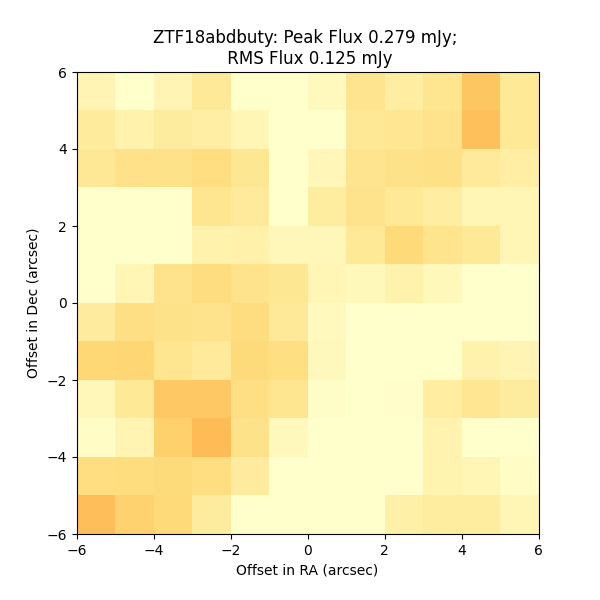 ZTF18abdbuty: Peak Flux 0.279 mJy;
RMS Flux 0.125 mJy
6
4
2
0
−2
−4
−6
Offset in Dec (arcsec)
−6 −4 −2 0 2 4 6
Offset in RA (arcsec)